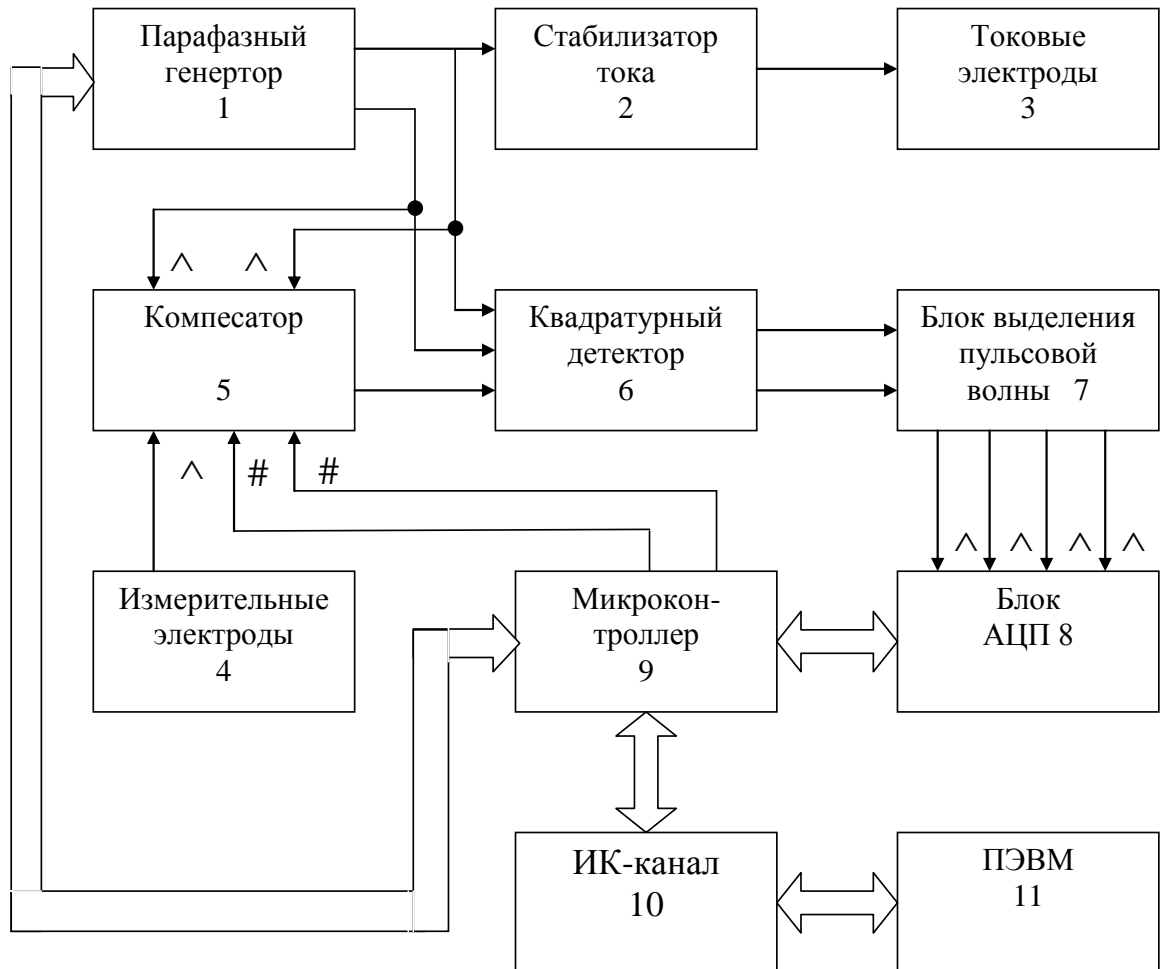 Парафазный
генертор
1
Стабилизатор
тока
2
Токовые
электроды
3
^ ^
Компесатор
5
Квадратурный
детектор
6
Блок выделения
пульсовой
волны 7
^ # #
^ ^ ^ ^
Измерительные
электроды
4
Микрокон-
троллер
9
Блок
АЦП 8
ИК-канал
10
ПЭВМ
11